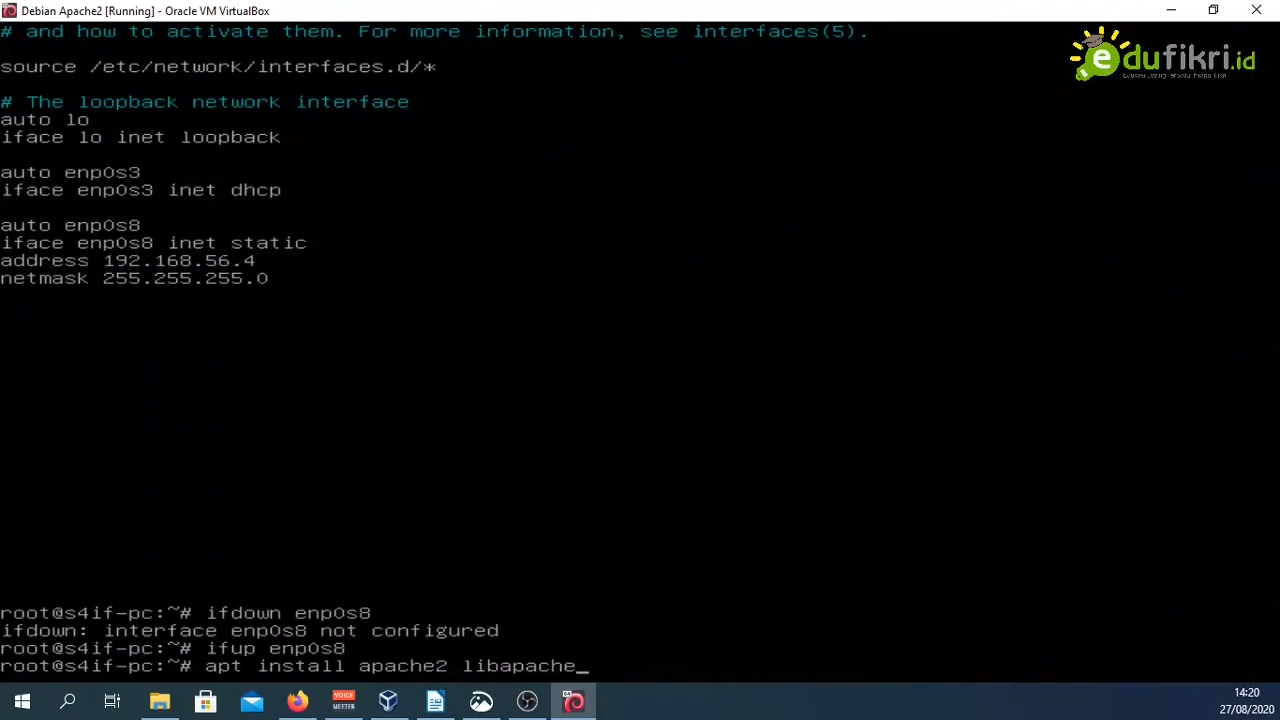 Debian Apache2 [Running] - Oracle VM VirtualBox
# and how to activate them. For more information, see interfaces(5).
source /etc/network/interfaces.d/*
# The loopback network interface
auto lo
iface lo inet loopback
auto enp0s3
iface enp0s3 inet dhcp
auto enp0s8
iface enp0s8 inet static
address 192.168.56.4
netmask 255.255.255.0
root@s4if-pc:~# ifdown enp0s8
ifdown: interface enp0s8 not configured
root@s4if-pc:~# ifup enp0s8
root@s4if-pc:~# apt install apache2 libapache_
edufikri.id
VOICE
MEETER
14:20
27/08/2020